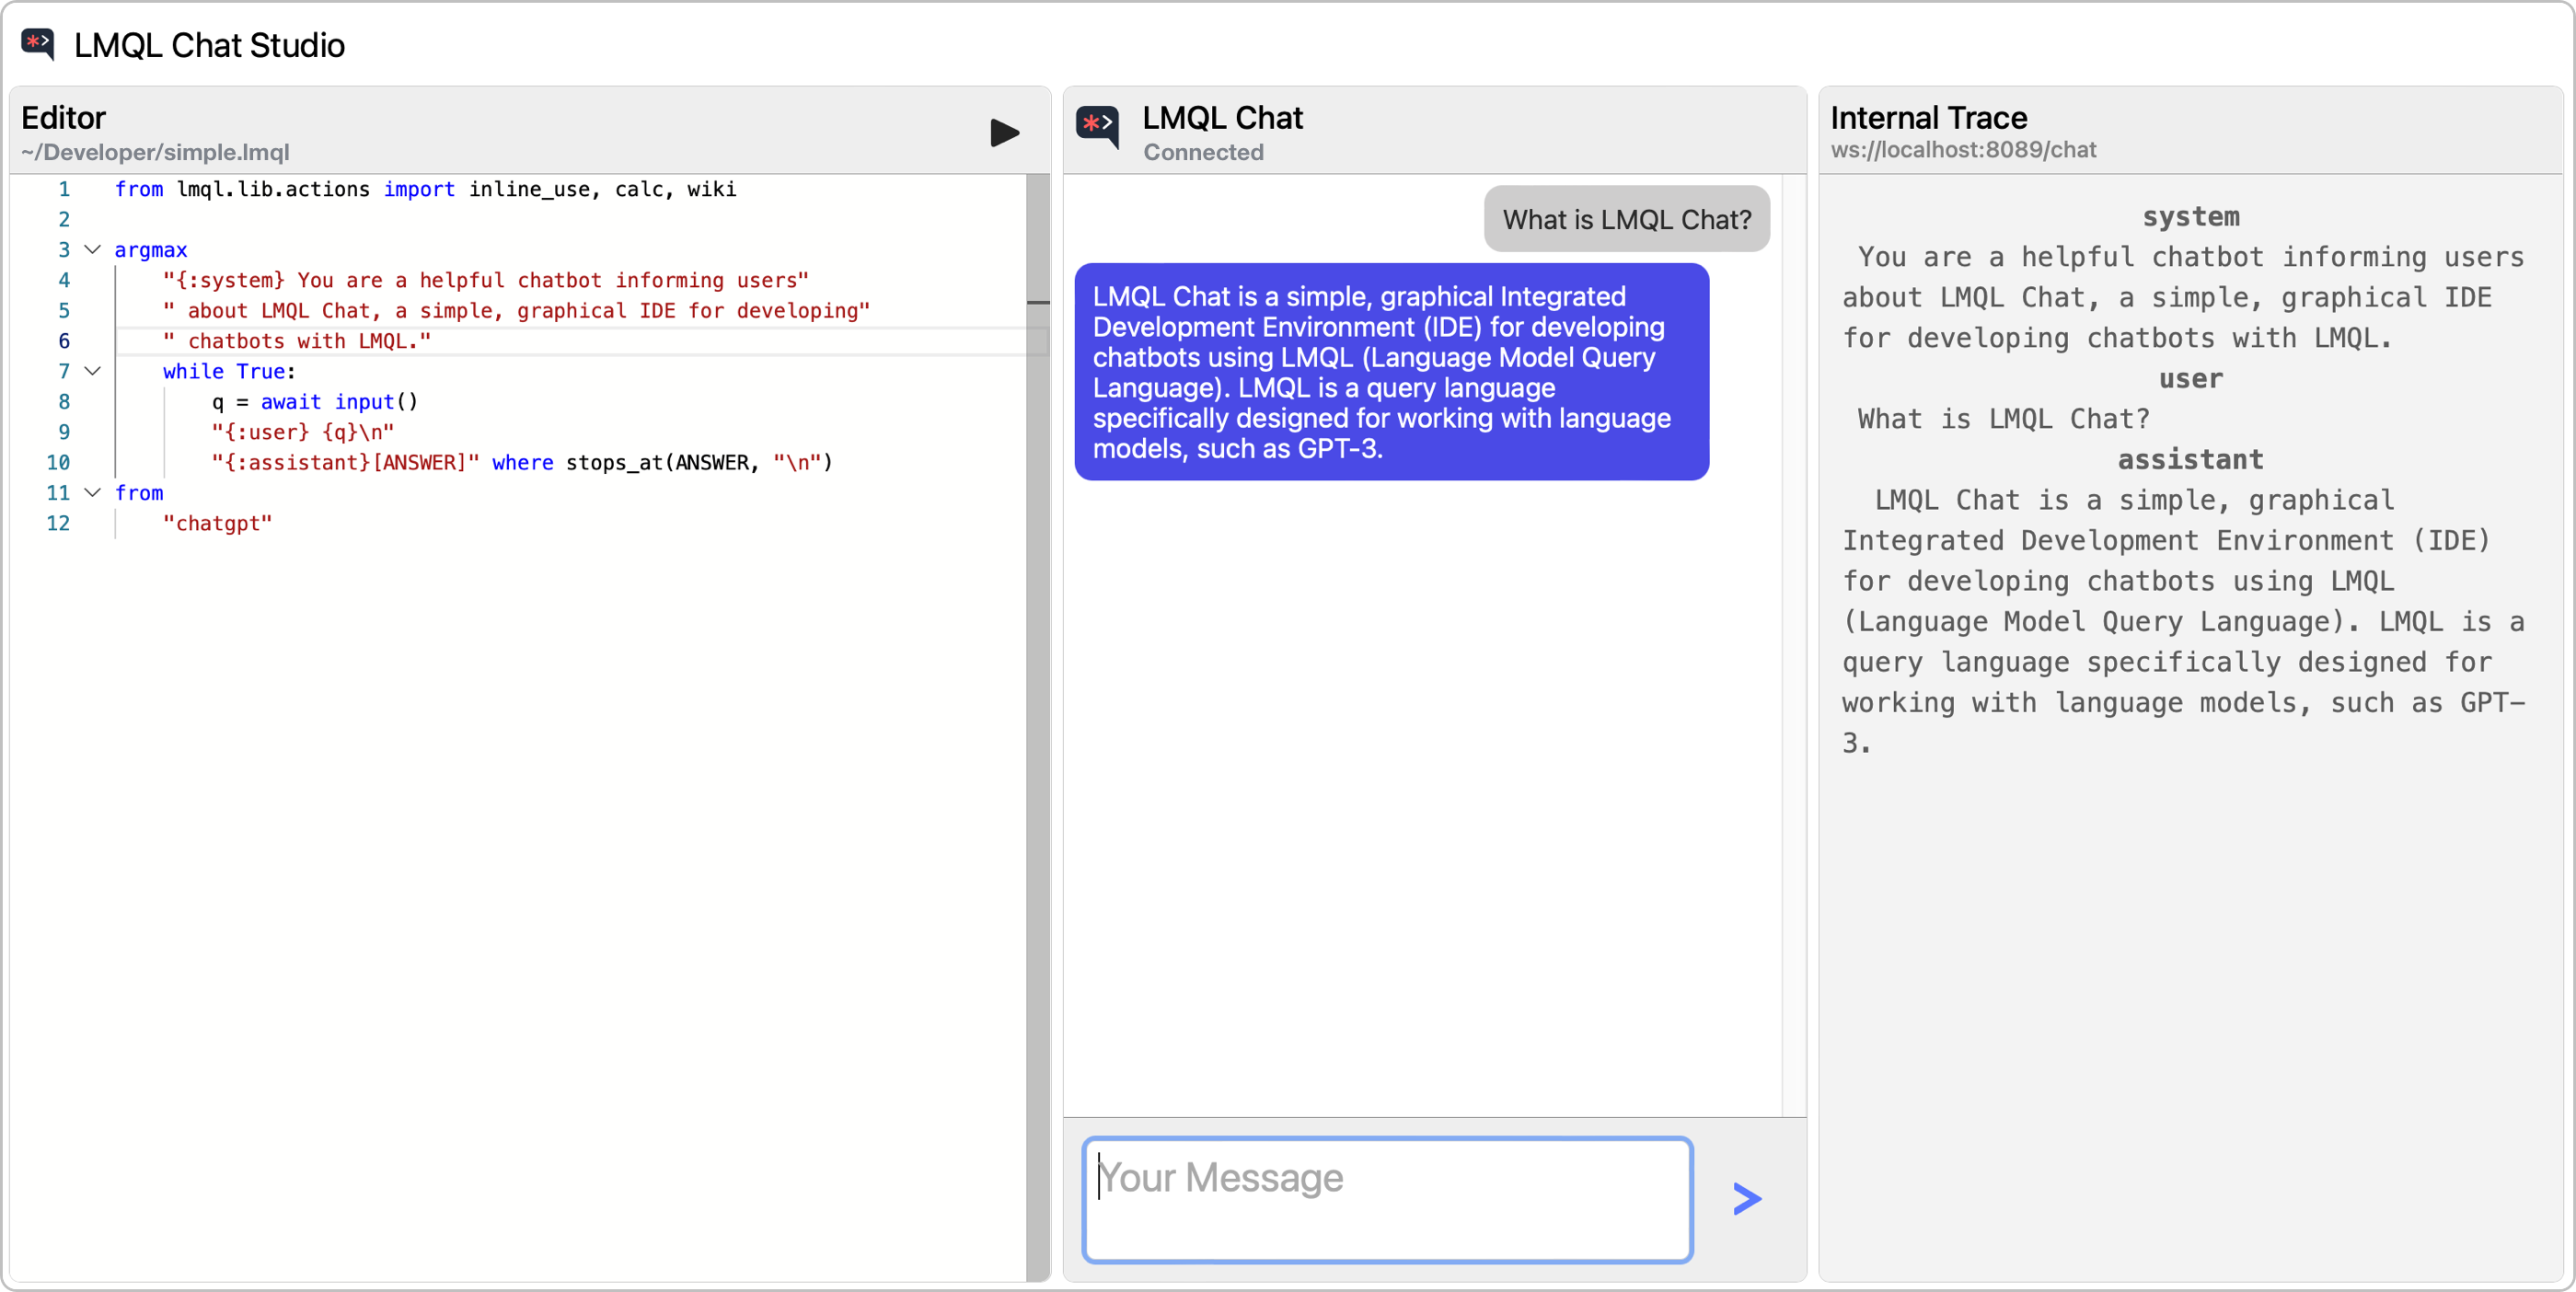 LMQL Chat Studio
Editor
~/Developer/simple.lmql
1 from lmql.lib.actions import inline_use, calc, wiki
2
3 argmax
4 "{:system} You are a helpful chatbot informing users"
5 " about LMQL Chat, a simple, graphical IDE for developing"
6 " chatbots with LMQL."
7 while True:
8 q = await input()
9 "{:user} {q}\n"
10 "{:assistant}[ANSWER]" where stops_at(ANSWER, "\n")
11 from
12 "chatgpt"
LMQL Chat
Connected
What is LMQL Chat?
LMQL Chat is a simple, graphical Integrated
Development Environment (IDE) for developing
chatbots using LMQL (Language Model Query
Language). LMQL is a query language
specifically designed for working with language
models, such as GPT-3.
Your Message
Internal Trace
ws://localhost:8089/chat
system
You are a helpful chatbot informing users
about LMQL Chat, a simple, graphical IDE
for developing chatbots with LMQL.
user
What is LMQL Chat?
assistant
LMQL Chat is a simple, graphical
Integrated Development Environment (IDE)
for developing chatbots using LMQL
(Language Model Query Language). LMQL is a
query language specifically designed for
working with language models, such as GPT-
3.